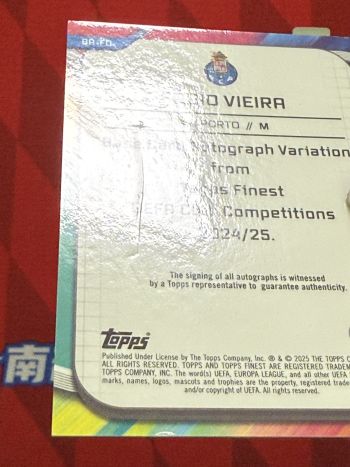 BA-FO
VIEIRA
PORTO // M
Autograph Variation
from
Finest
Competitions
2024/25.
The signing of all autographs is witnessed
by a Topps representative to guarantee authenticity.
topps
Published Under License by The Topps Company, Inc. ® & © 2025 THE TOPPS C
ALL RIGHTS RESERVED. TOPPS AND TOPPS FINEST ARE REGISTERED TRADEM
TOPPS COMPANY, INC. The word(s) UEFA, EUROPA LEAGUE, and all other UEFA
marks, names, logos, mascots and trophies are the property, registered trade
and/or copyright of UEFA. All rights reserved.
南